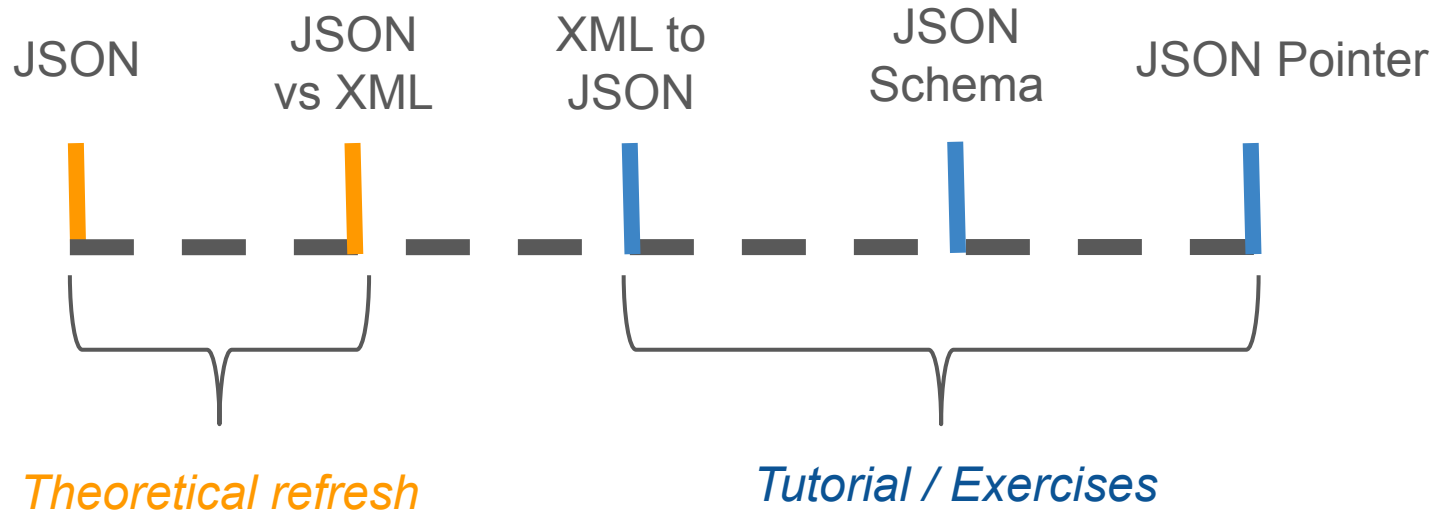 JSON
JSON
vs XML
XML to
JSON
JSON
Schema
JSON Pointer
Theoretical refresh
Tutorial / Exercises